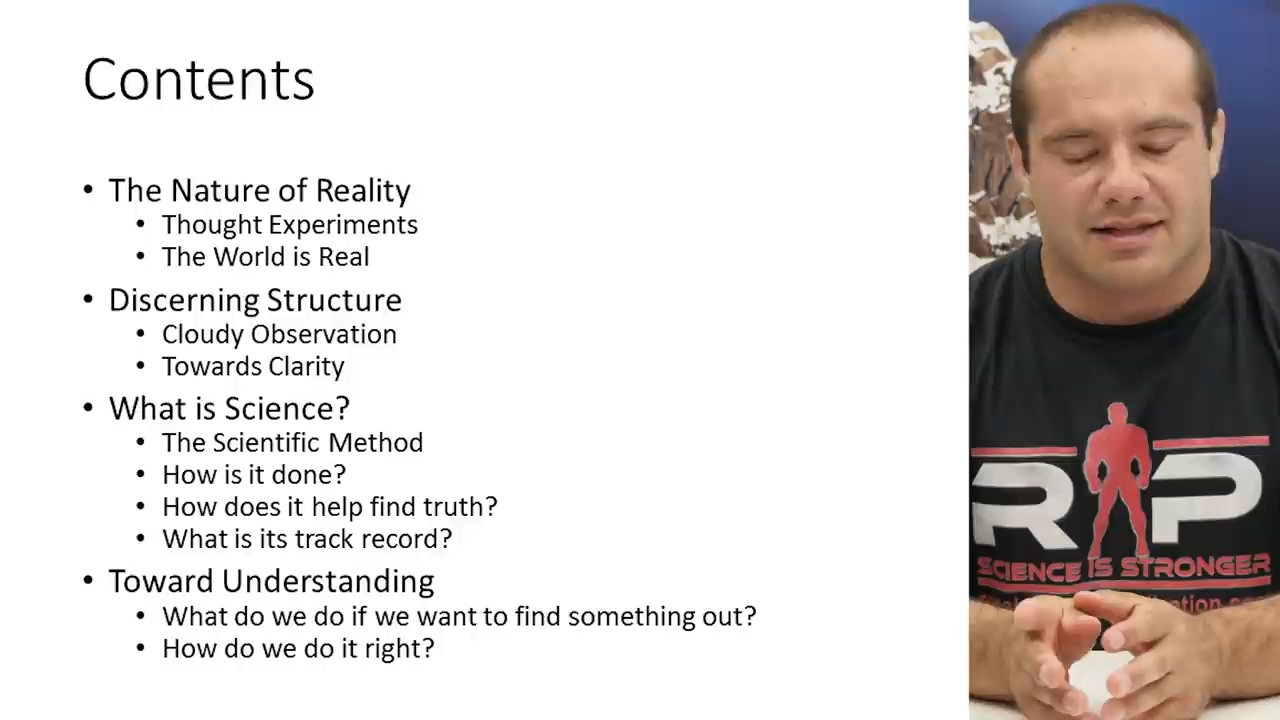 Contents
• The Nature of Reality
• Thought Experiments
• The World is Real
• Discerning Structure
• Cloudy Observation
• Towards Clarity
• What is Science?
• The Scientific Method
• How is it done?
• How does it help find truth?
• What is its track record?
• Toward Understanding
• What do we do if we want to find something out?
• How do we do it right?
RP
SCIENCE IS STRONGER